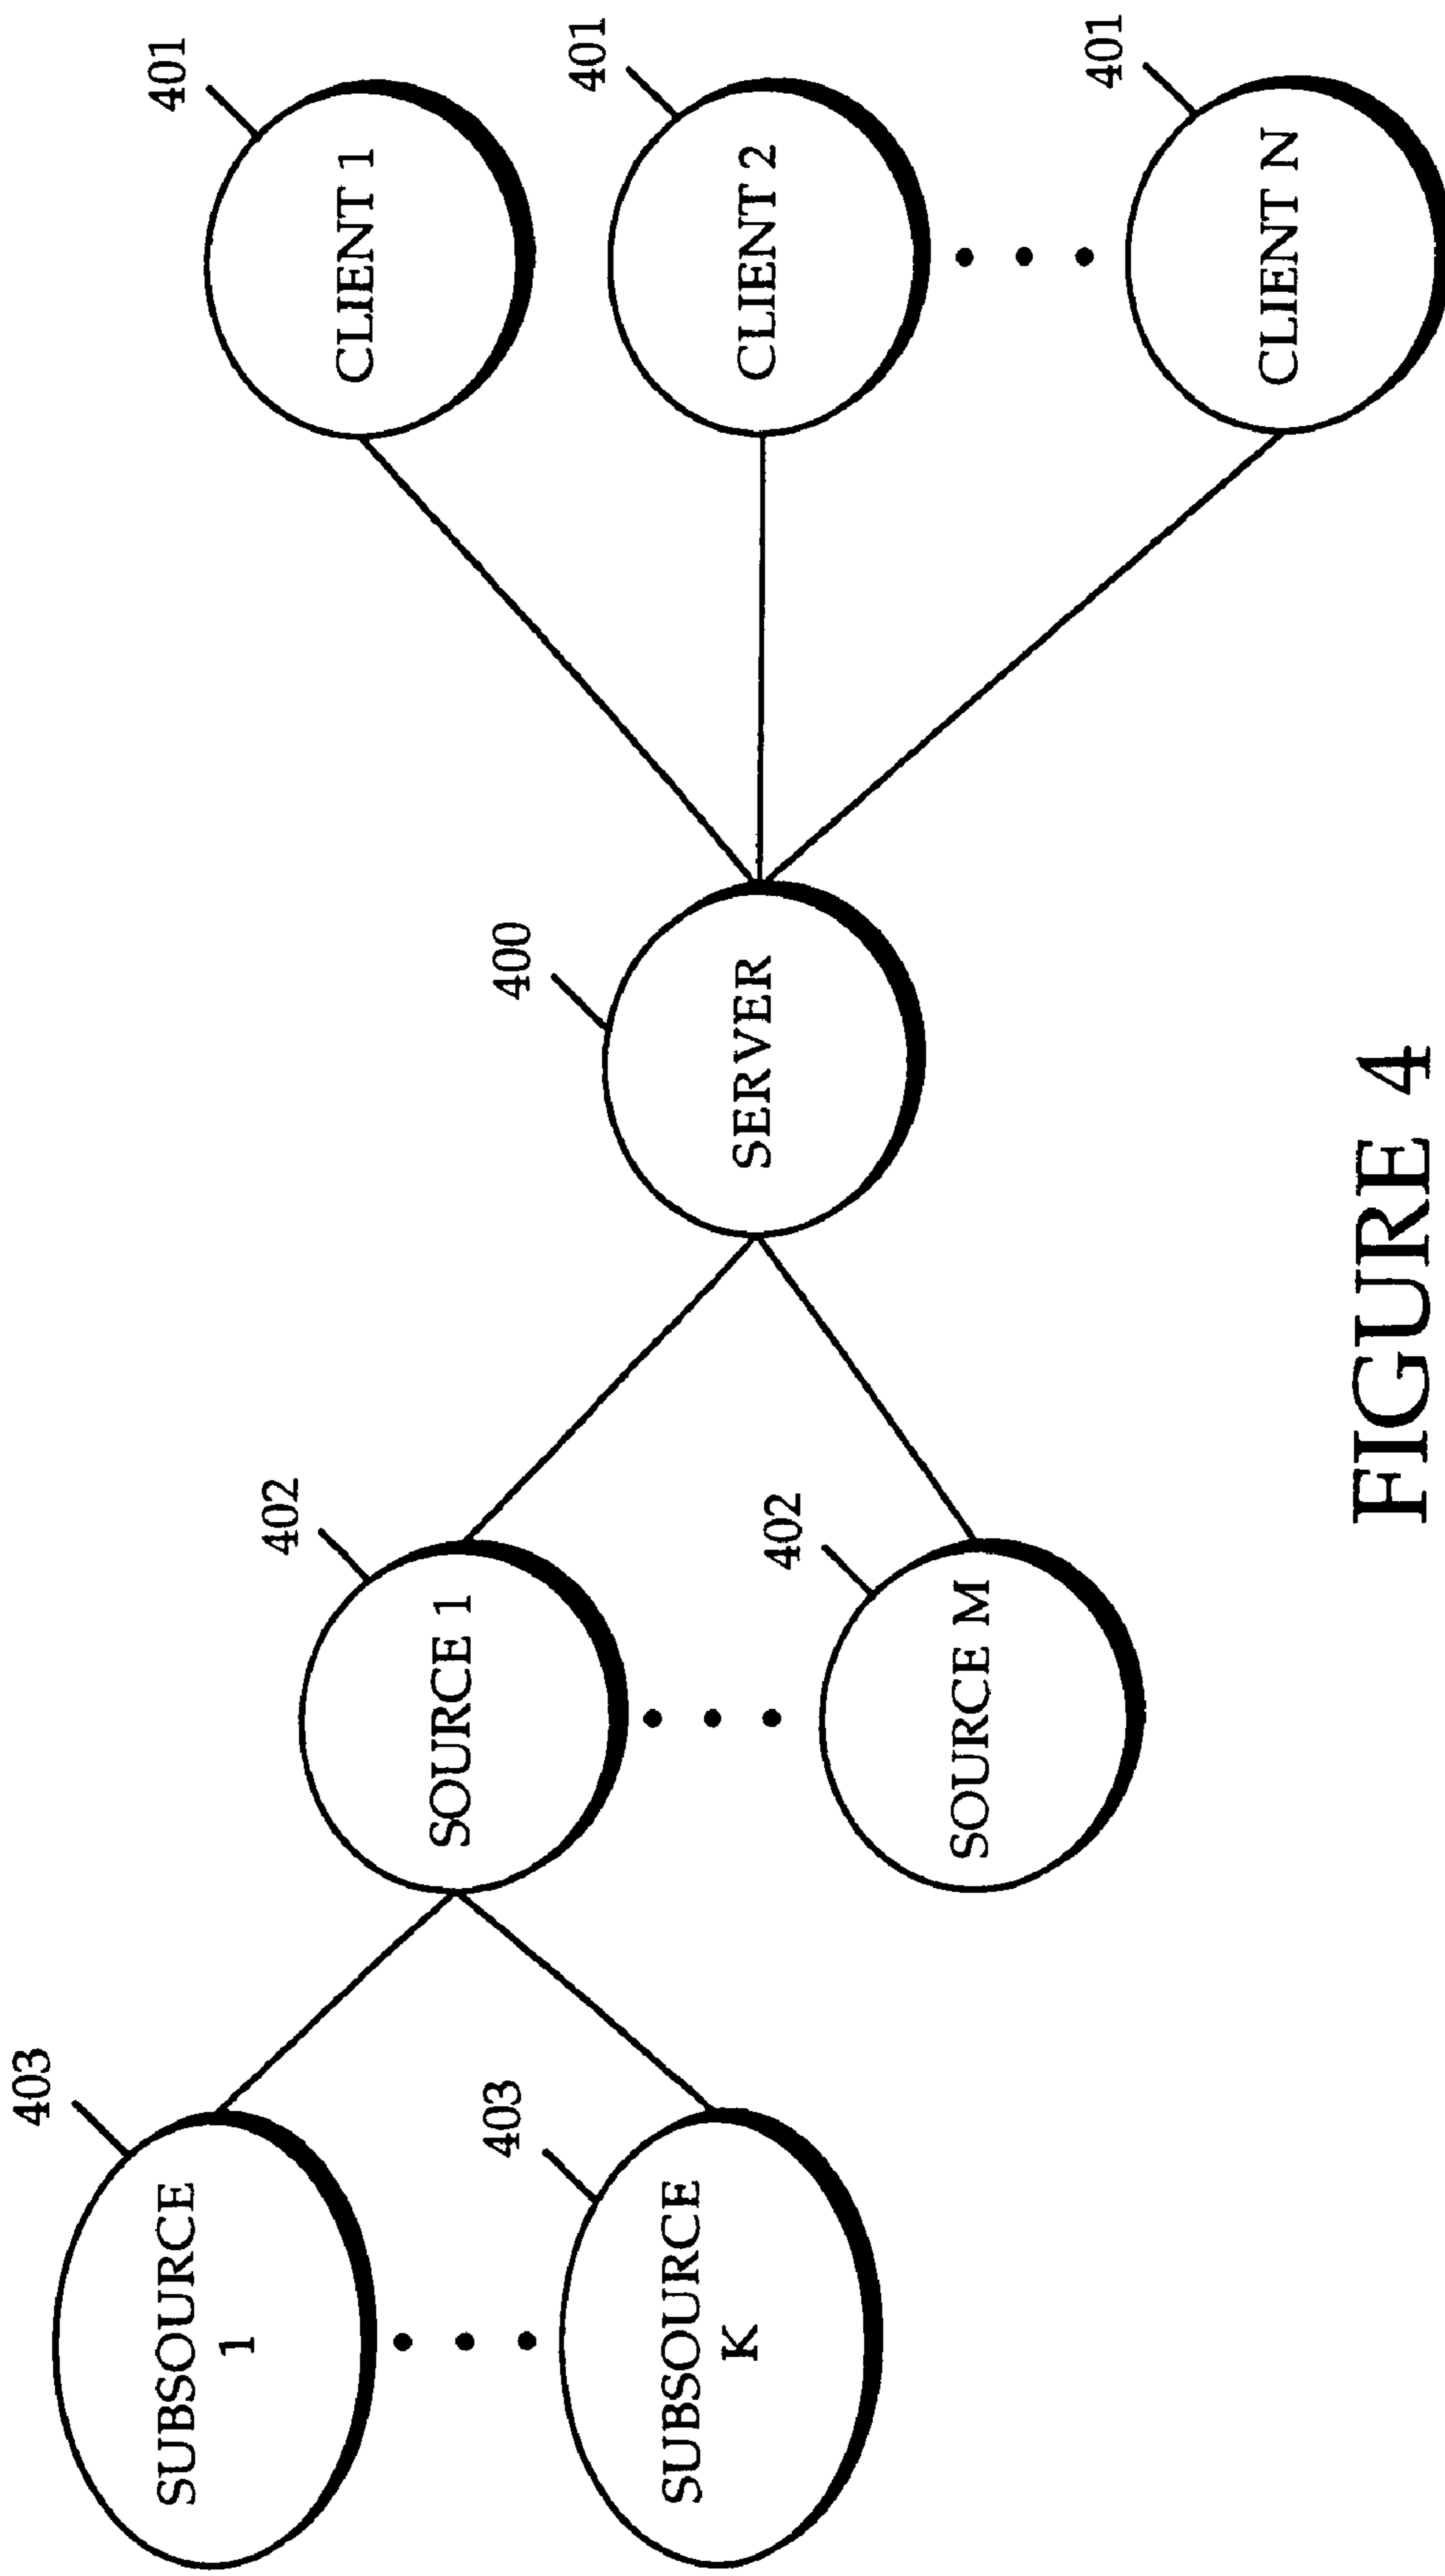 403
SUBSOURCE
1
403
SUBSOURCE
K
402
SOURCE 1
402
SOURCE M
400
SERVER
401
CLIENT 1
401
CLIENT 2
401
CLIENT N
FIGURE 4